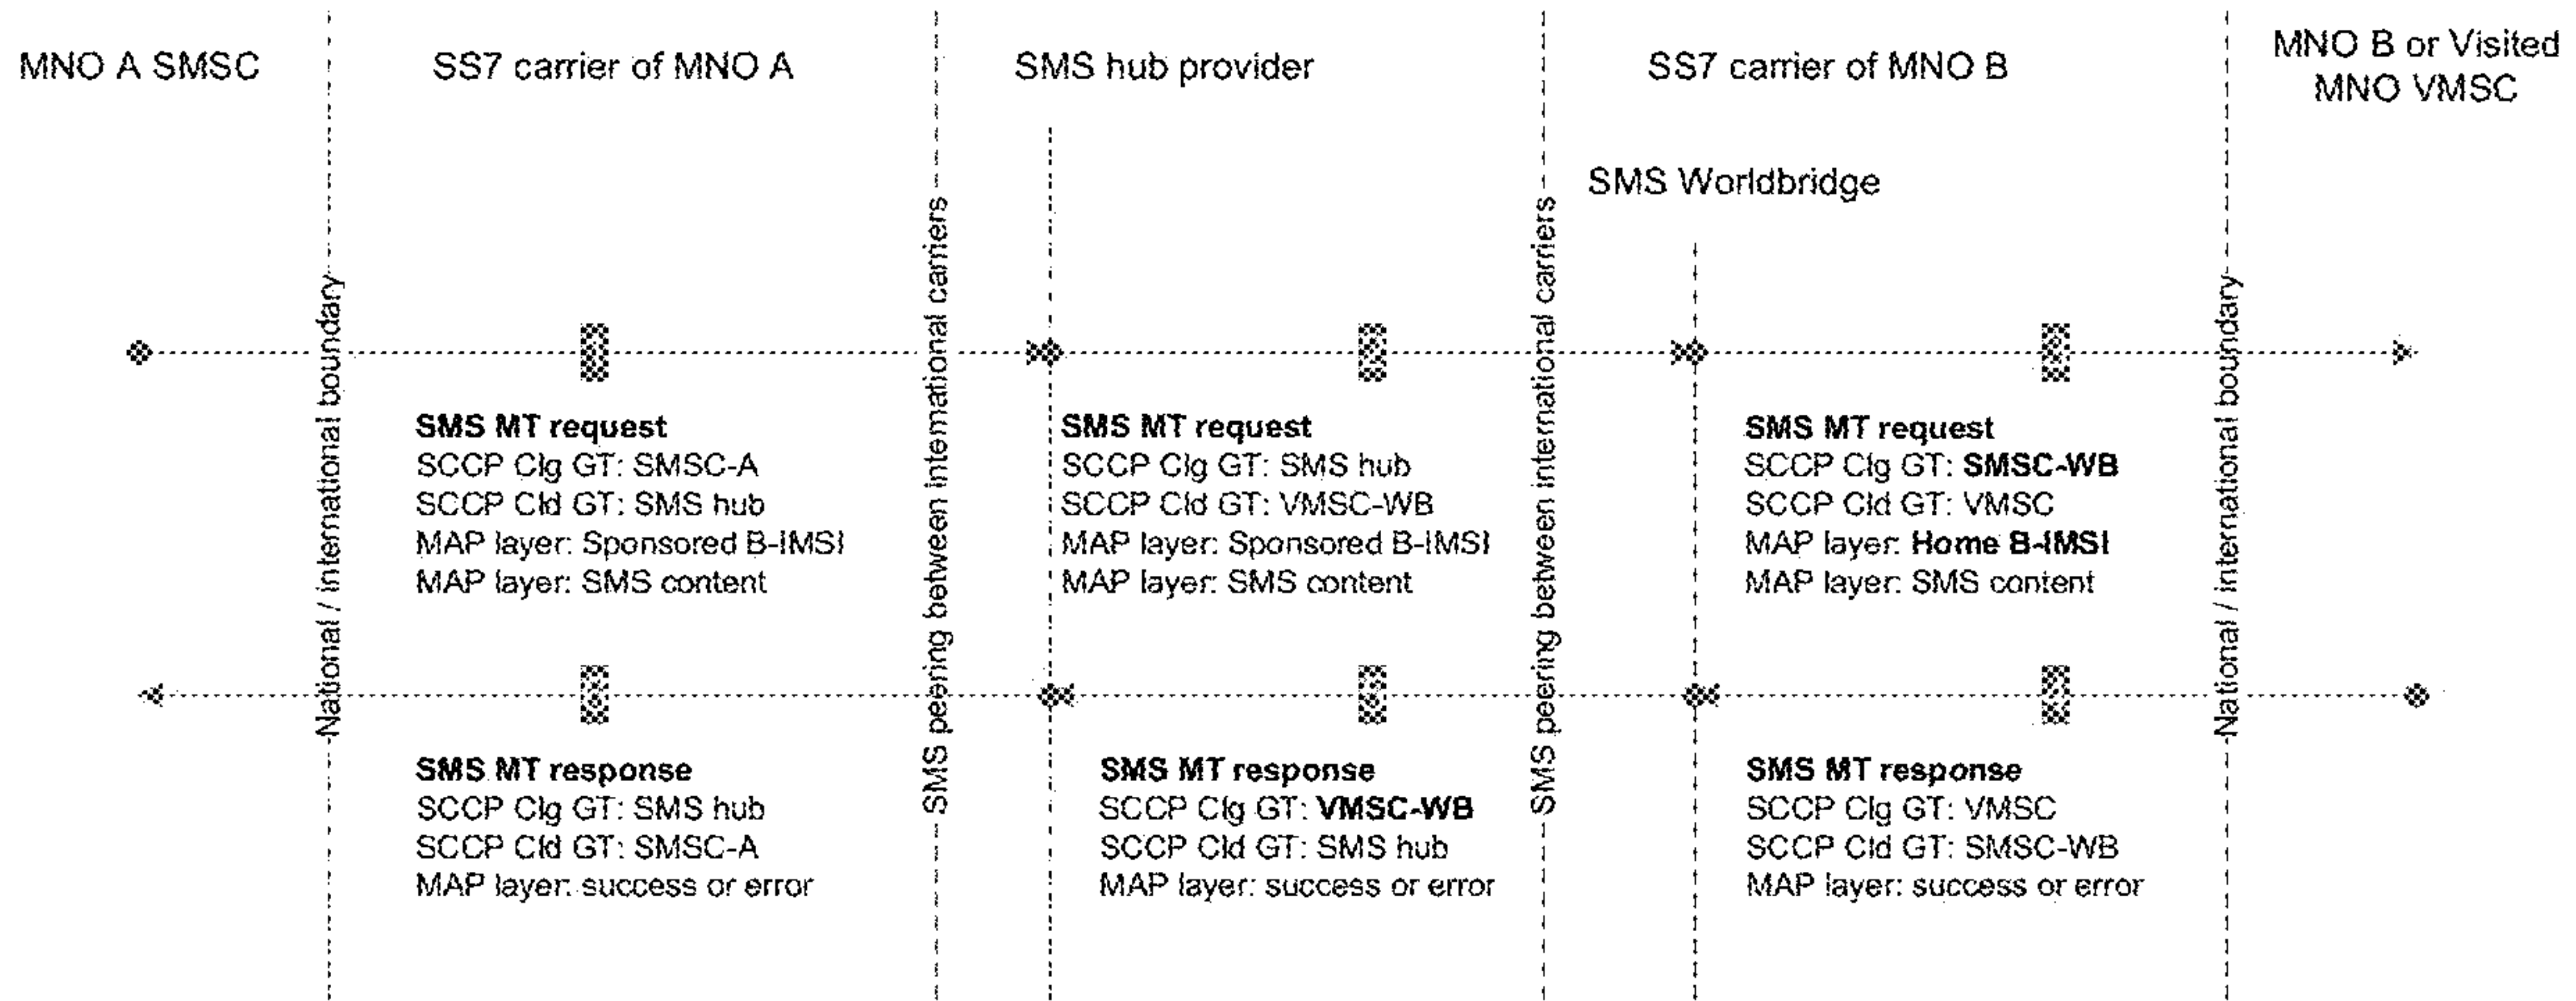 MNO A SMSC
SS7 carrier of MNO A
SMS hub provider
SS7 carrier of MNO B
MNO B or Visited
MNO VMSC
SMS Worldbridge
National / international boundary
SMS peering between international carriers
SMS peering between international carriers
National / international boundary
SMS MT request
SCCP Clg GT: SMSC-A
SCCP Cld GT: SMS hub
MAP layer: Sponsored B-IMSI
MAP layer: SMS content
SMS MT request
SCCP Clg GT: SMS hub
SCCP Cld GT: VMSC-WB
MAP layer: Sponsored B-IMSI
MAP layer: SMS content
SMS MT request
SCCP Clg GT: SMSC-WB
SCCP Cld GT: VMSC
MAP layer: Home B-IMSI
MAP layer: SMS content
SMS MT response
SCCP Clg GT: SMS hub
SCCP Cld GT: SMSC-A
MAP layer: success or error
SMS MT response
SCCP Clg GT: VMSC-WB
SCCP Cld GT: SMS hub
MAP layer: success or error
SMS MT response
SCCP Clg GT: VMSC
SCCP Cld GT: SMSC-WB
MAP layer: success or error